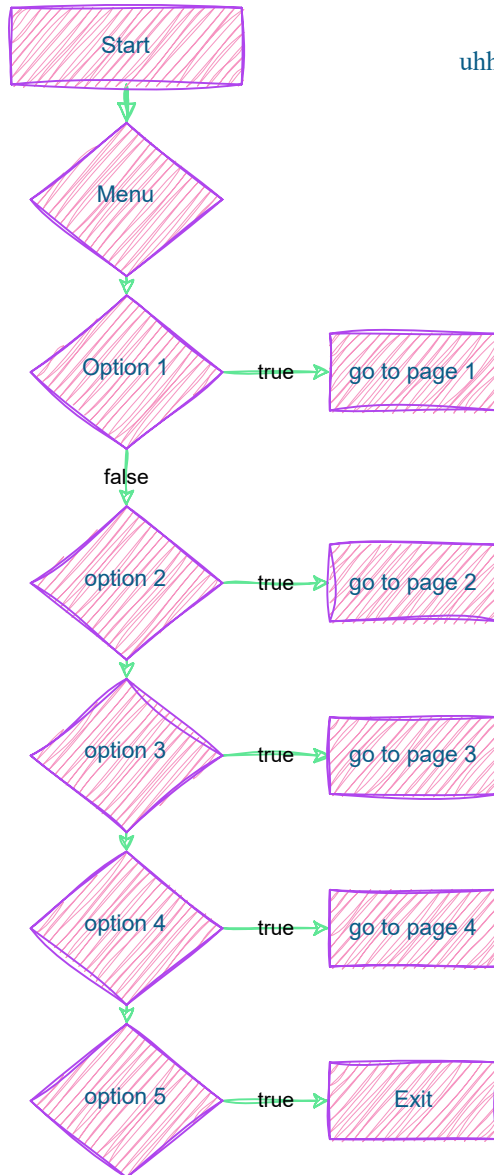 Start
uhh
Menu
Option 1
true
go to page 1
false
option 2
true
go to page 2
option 3
true
go to page 3
option 4
true
go to page 4
option 5
true
Exit